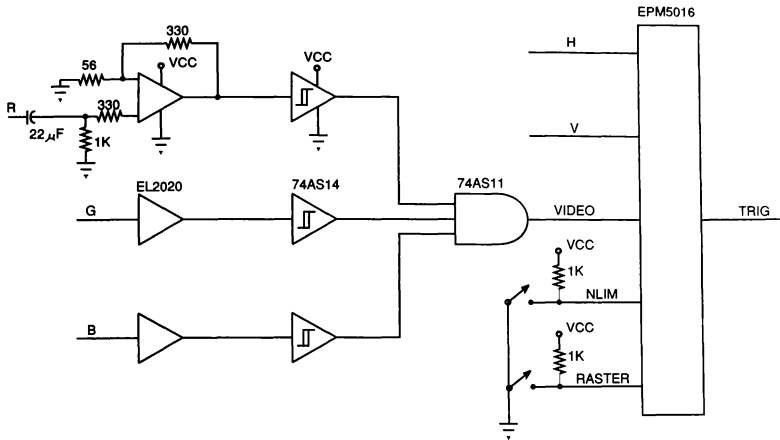 EPM5016
330
H
56
VCC
VCC
R
330
22μF
1K
V
EL2020
74AS14
74AS11
G
VIDEO
TRIG
VCC
1K
NLIM
B
VCC
1K
RASTER